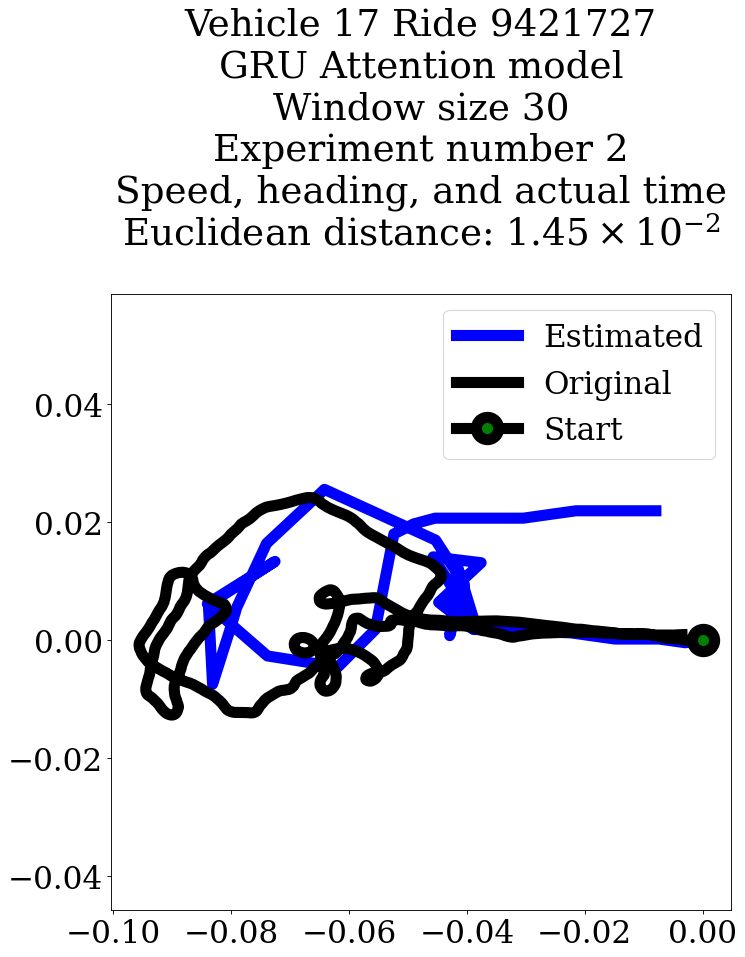 Vehicle 17 Ride 9421727
GRU Attention model
Window size 30
Experiment number 2
Speed, heading, and actual time
Euclidean distance: 1.45 × 10⁻²
Estimated
Original
Start
0.04
0.02
0.00
−0.02
−0.04
−0.10 −0.08 −0.06 −0.04 −0.02 0.00